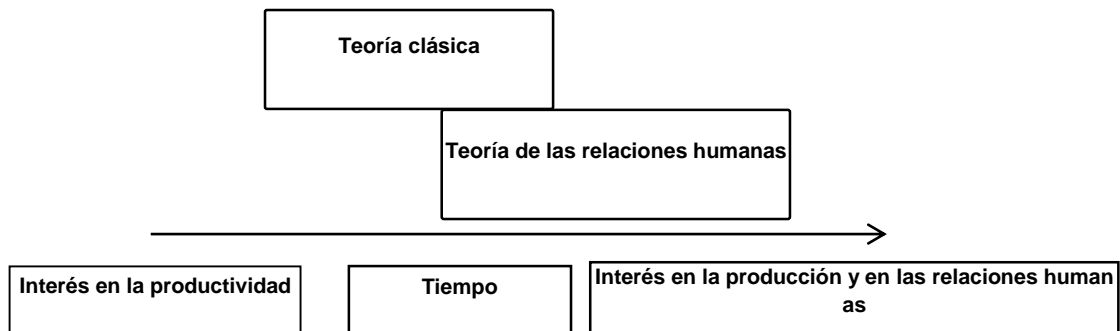 Teoría clásica
Teoría de las relaciones humanas
Interés en la productividad
Tiempo
Interés en la producción y en las relaciones human
as